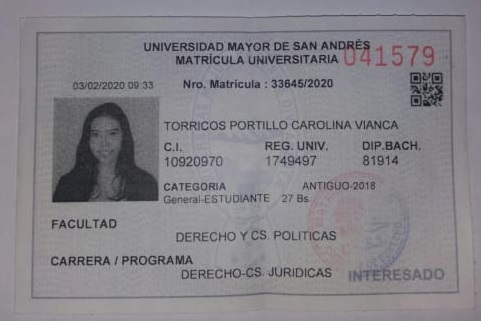 UNIVERSIDAD MAYOR DE SAN ANDRÉS
MATRÍCULA UNIVERSITARIA
041579
03/02/2020 09:33
Nro. Matrícula : 33645/2020
TORRICOS PORTILLO CAROLINA VIANCA
C.I. REG. UNIV. DIP.BACH.
10920970 1749497 81914
CATEGORIA ANTIGUO-2018
General-ESTUDIANTE 27 Bs.
FACULTAD
DERECHO Y CS. POLITICAS
CARRERA / PROGRAMA
DERECHO-CS. JURIDICAS
INTERESADO